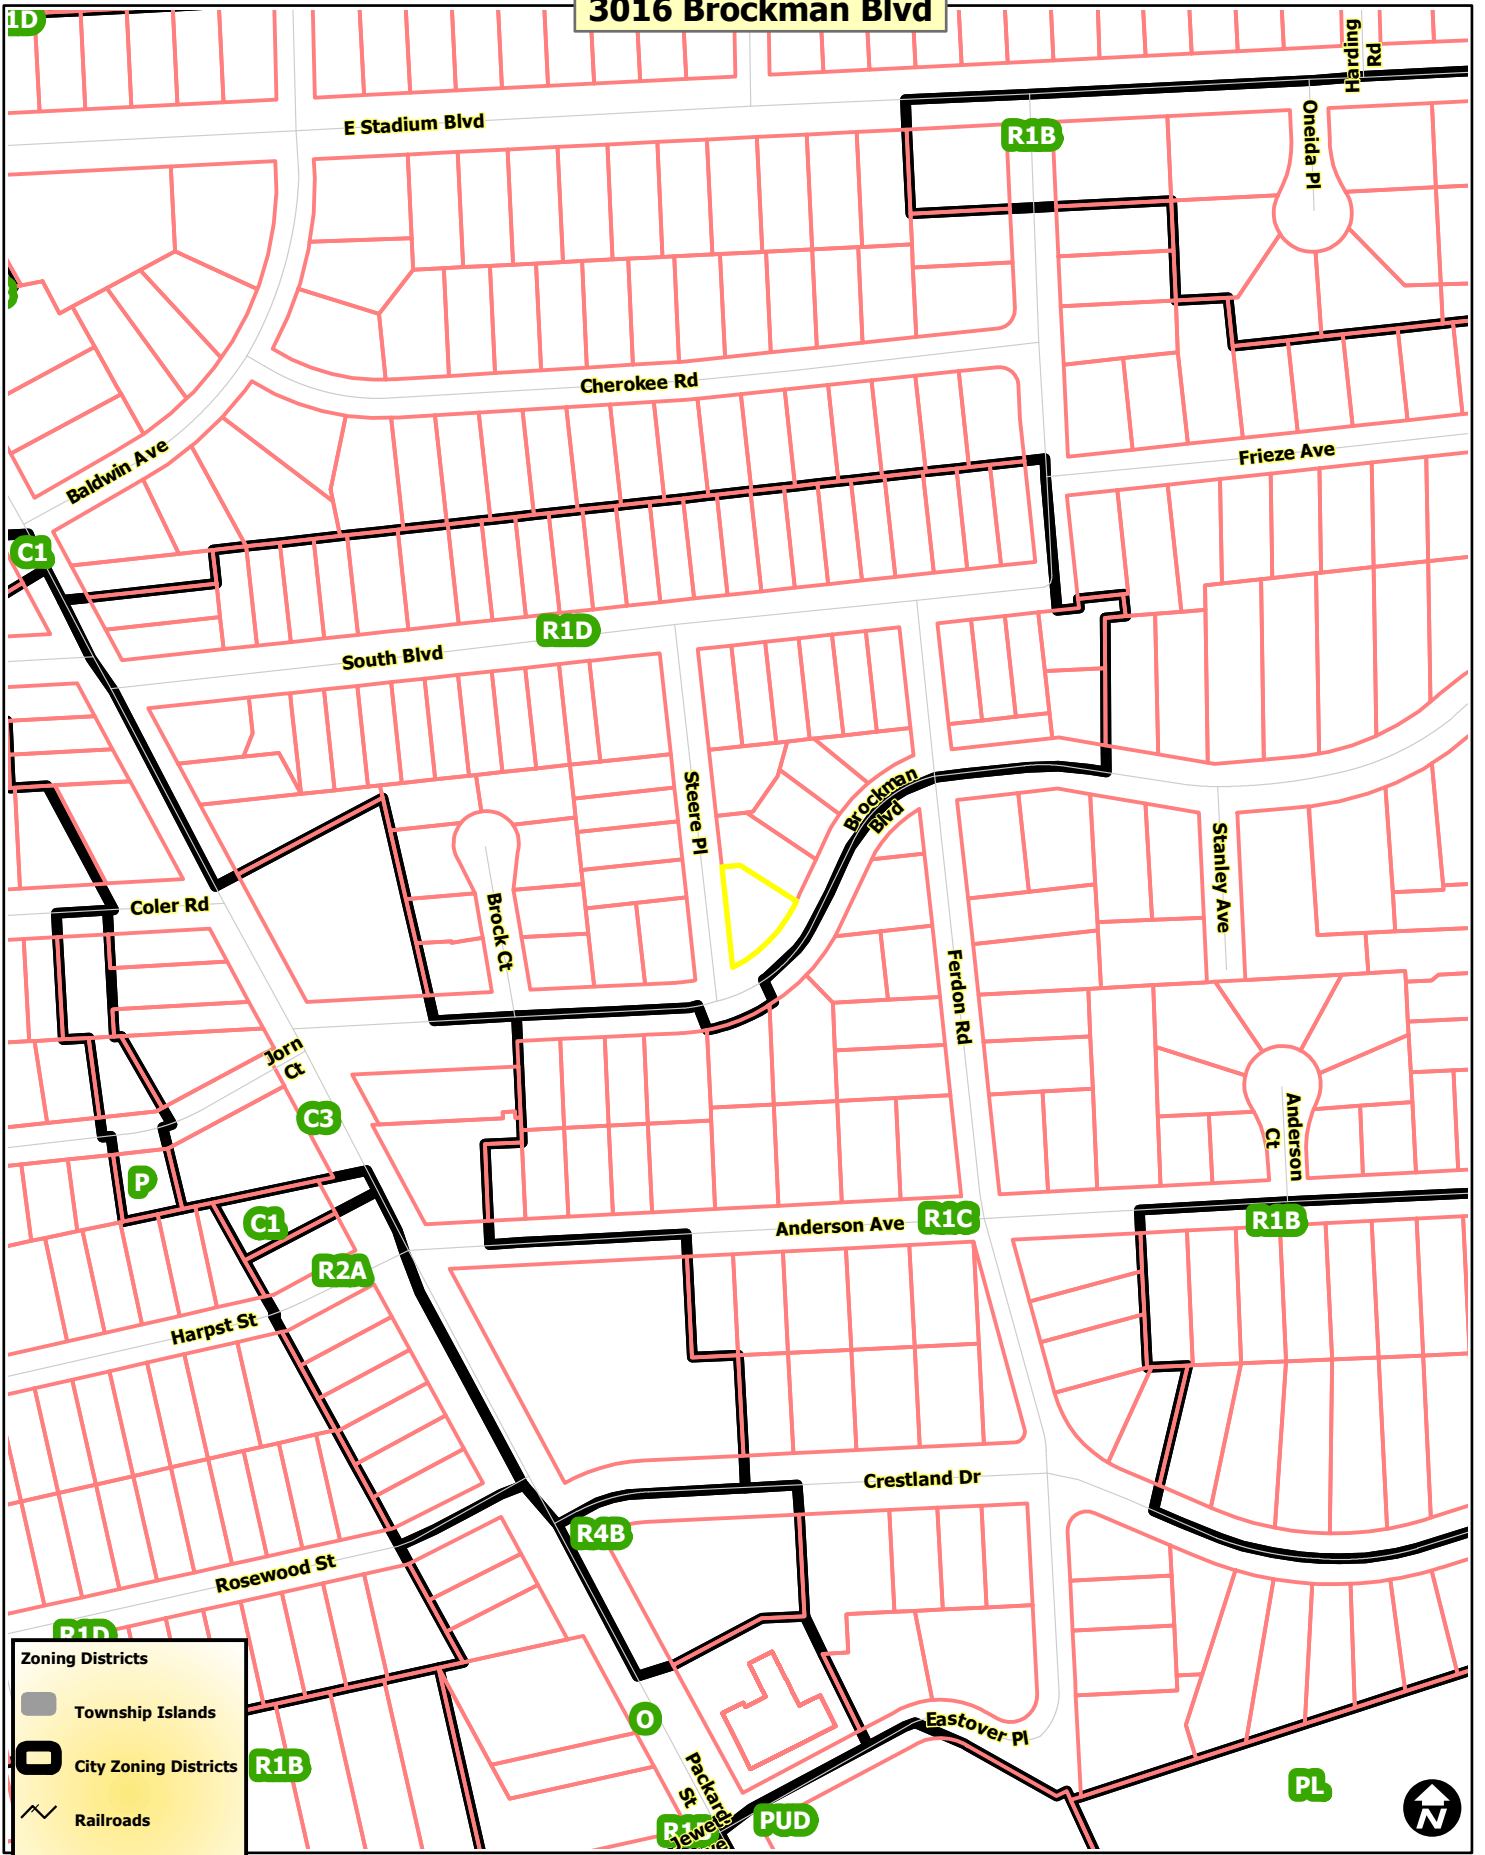 3016 Brockman Blvd
1D
Harding
Rd
E Stadium Blvd
R1B
Oneida Pl
Cherokee Rd
Baldwin Ave
Frieze Ave
C1
R1D
South Blvd
Steere Pl
Brockman
Blvd
Stanley Ave
Coler Rd
Brock Ct
Ferdon Rd
Jorn
Ct
C3
Anderson
Ct
P
C1
Anderson Ave
R1C
R1B
R2A
Harpst St
Crestland Dr
R4B
Rosewood St
R1D
Zoning Districts
Township Islands
City Zoning Districts
Railroads
R1B
O
Eastover Pl
Packard
St
PUD
PL
N